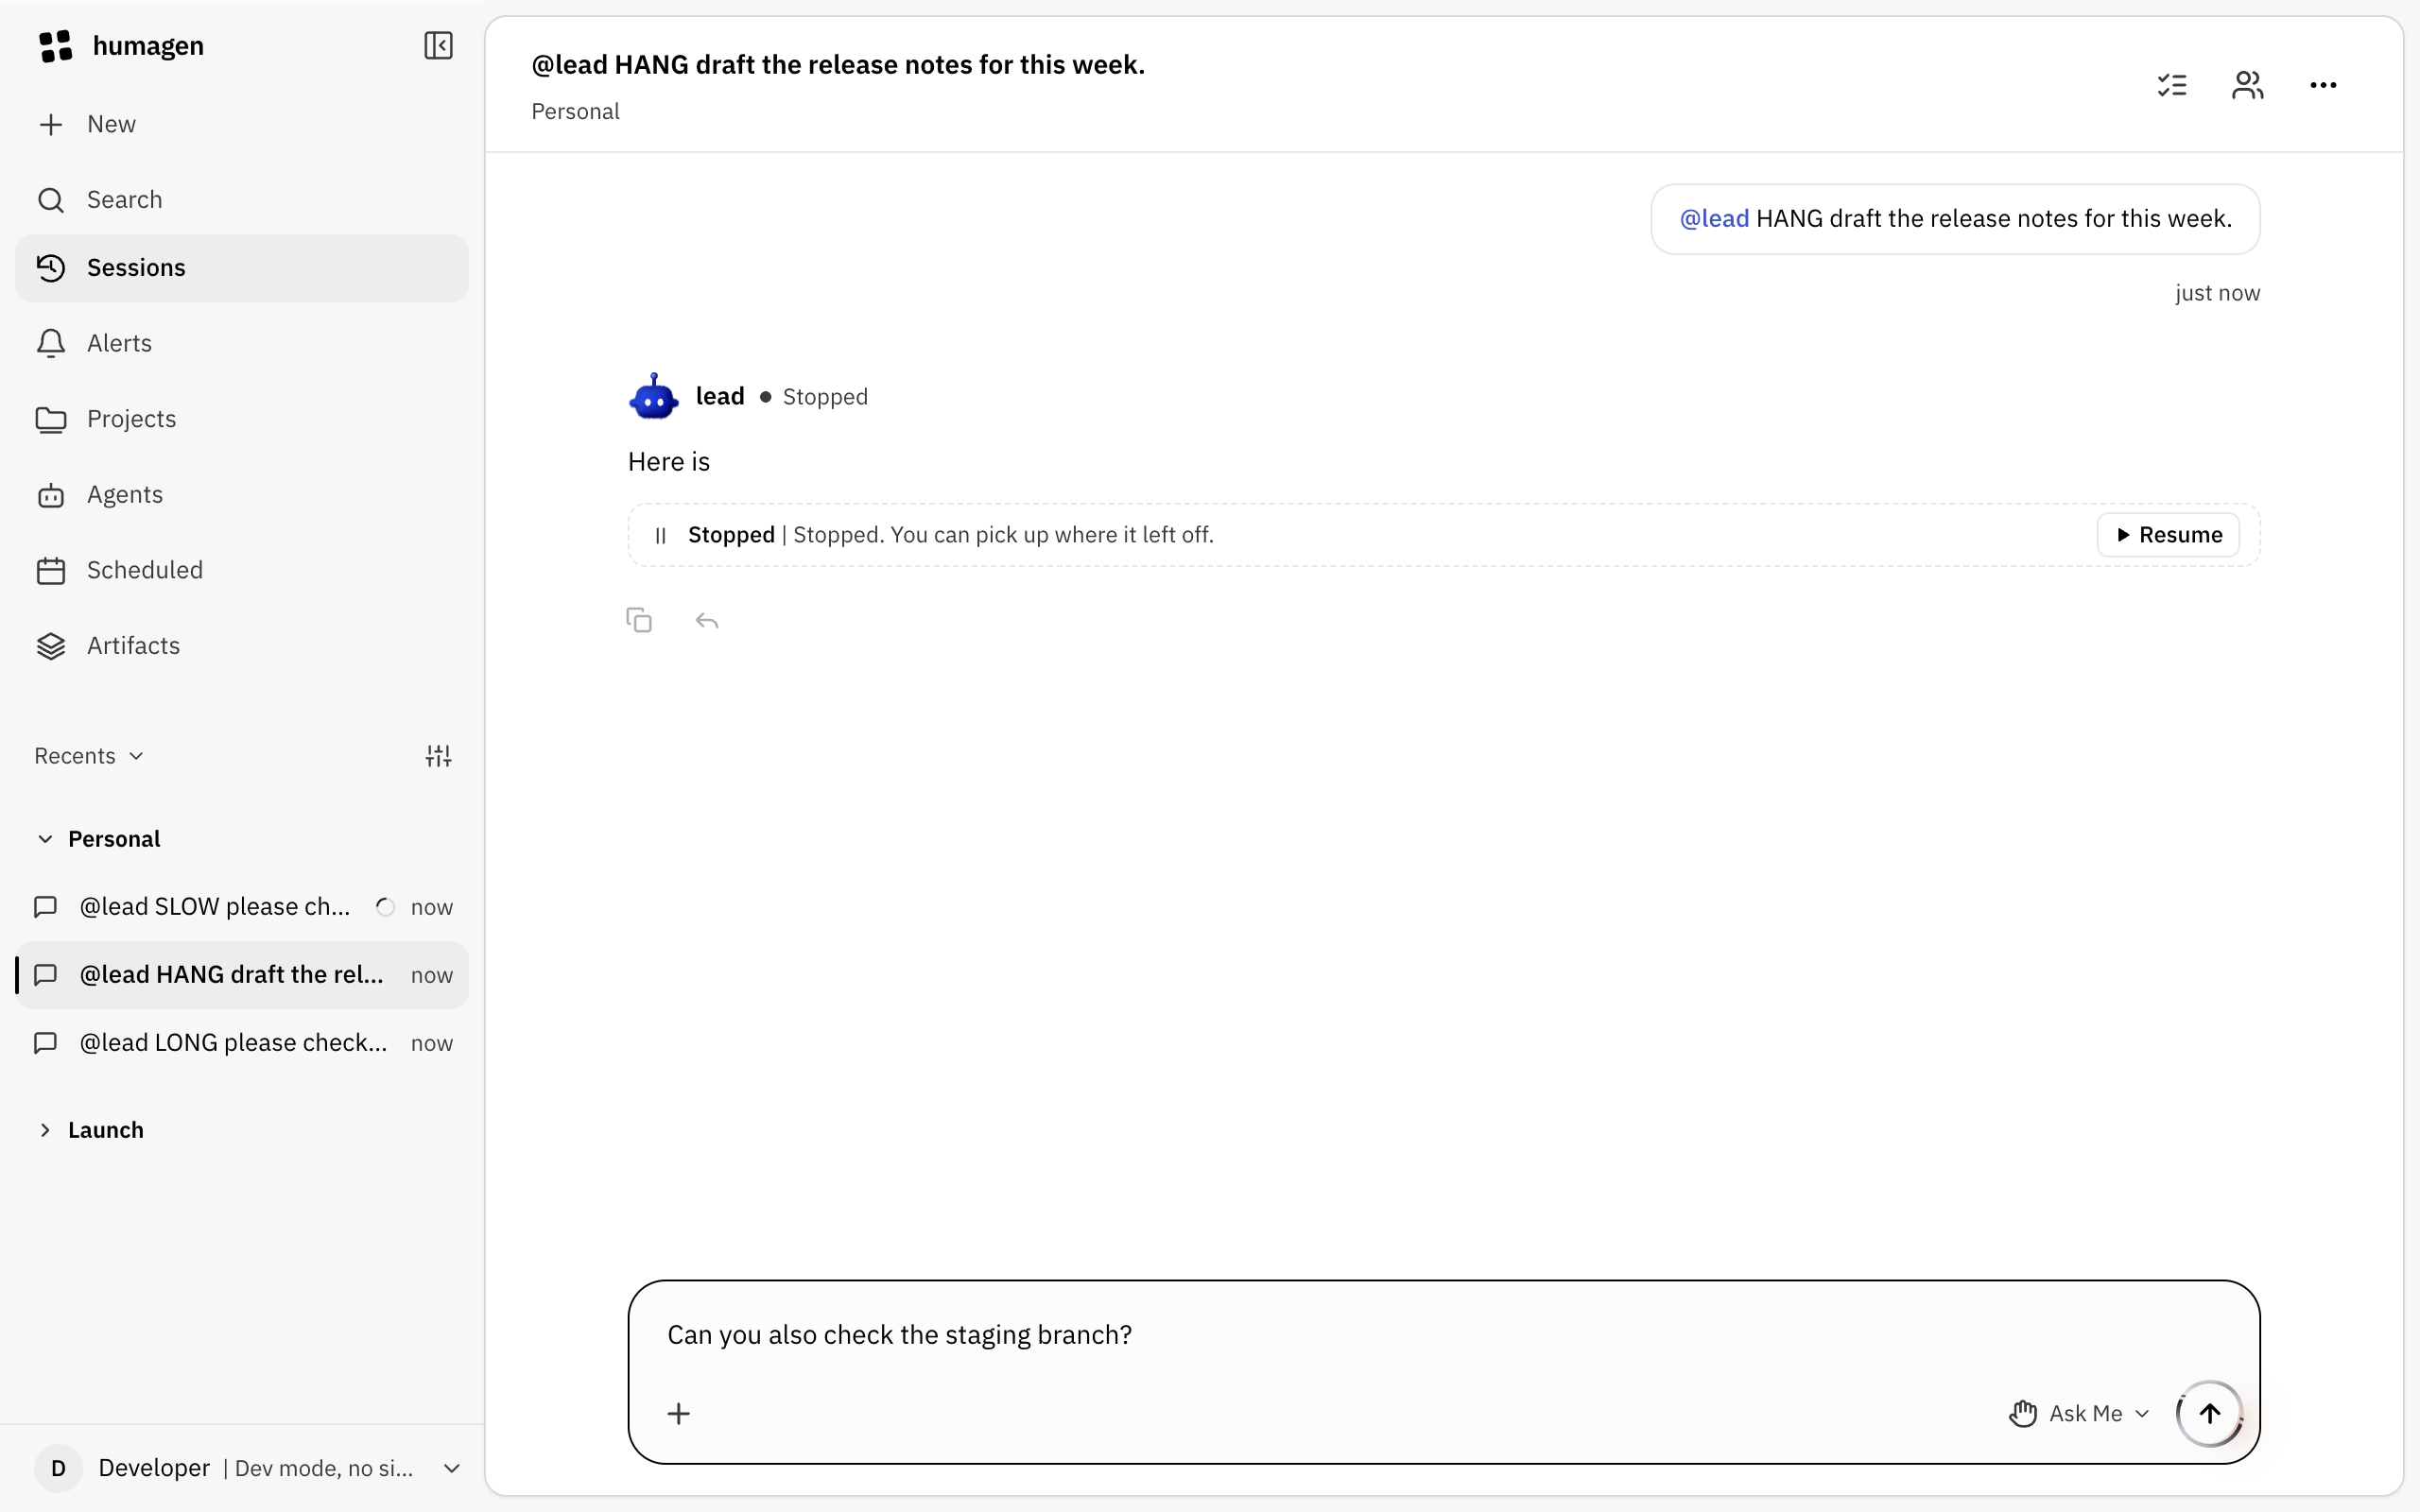 humagen
New
Search
Sessions
Alerts
Projects
Agents
Scheduled
Artifacts
Recents
Personal
@lead SLOW please ch... now
@lead HANG draft the rel... now
@lead LONG please check... now
Launch
D Developer | Dev mode, no si...
@lead HANG draft the release notes for this week.
Personal
@lead HANG draft the release notes for this week.
just now
lead ● Stopped
Here is
Stopped | Stopped. You can pick up where it left off. Resume
Can you also check the staging branch?
Ask Me